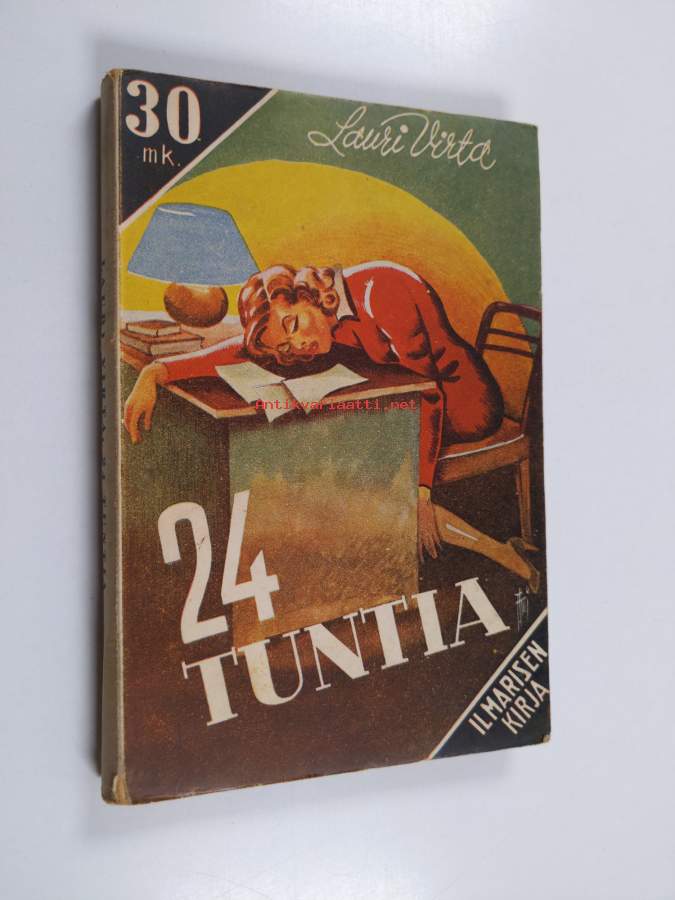 30
mk.
Lauri Virta
Antikvariaatti.net
24
TUNTIA
ILMARISEN
KIRJA